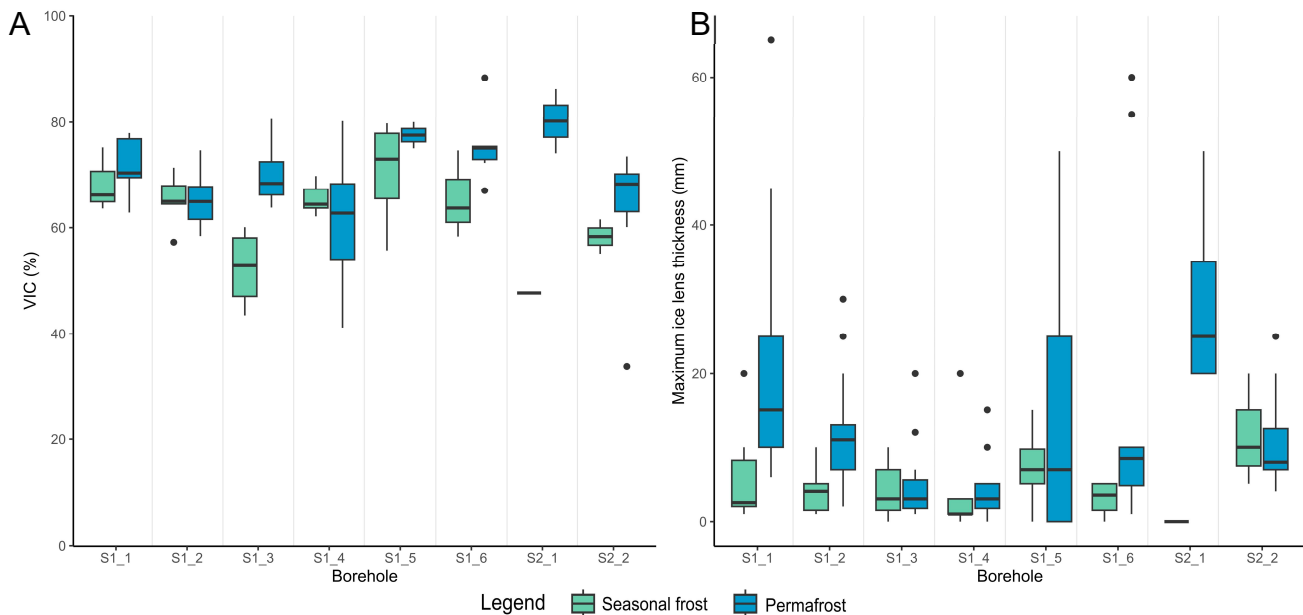 A
100
80
60
40
20
0
VIC (%)
S1_1 S1_2 S1_3 S1_4 S1_5 S1_6 S2_1 S2_2
Borehole
B
60
40
20
0
Maximum ice lens thickness (mm)
S1_1 S1_2 S1_3 S1_4 S1_5 S1_6 S2_1 S2_2
Borehole
Legend Seasonal frost Permafrost